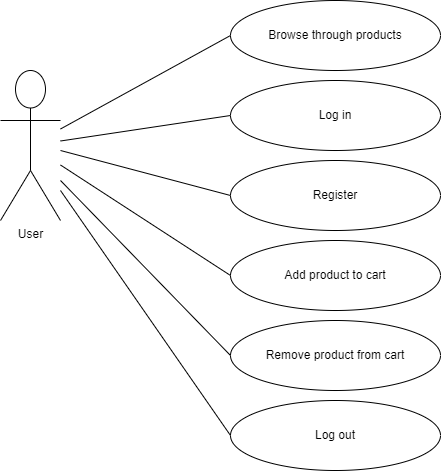 Browse through products
Log in
Register
User
Add product to cart
Remove product from cart
Log out